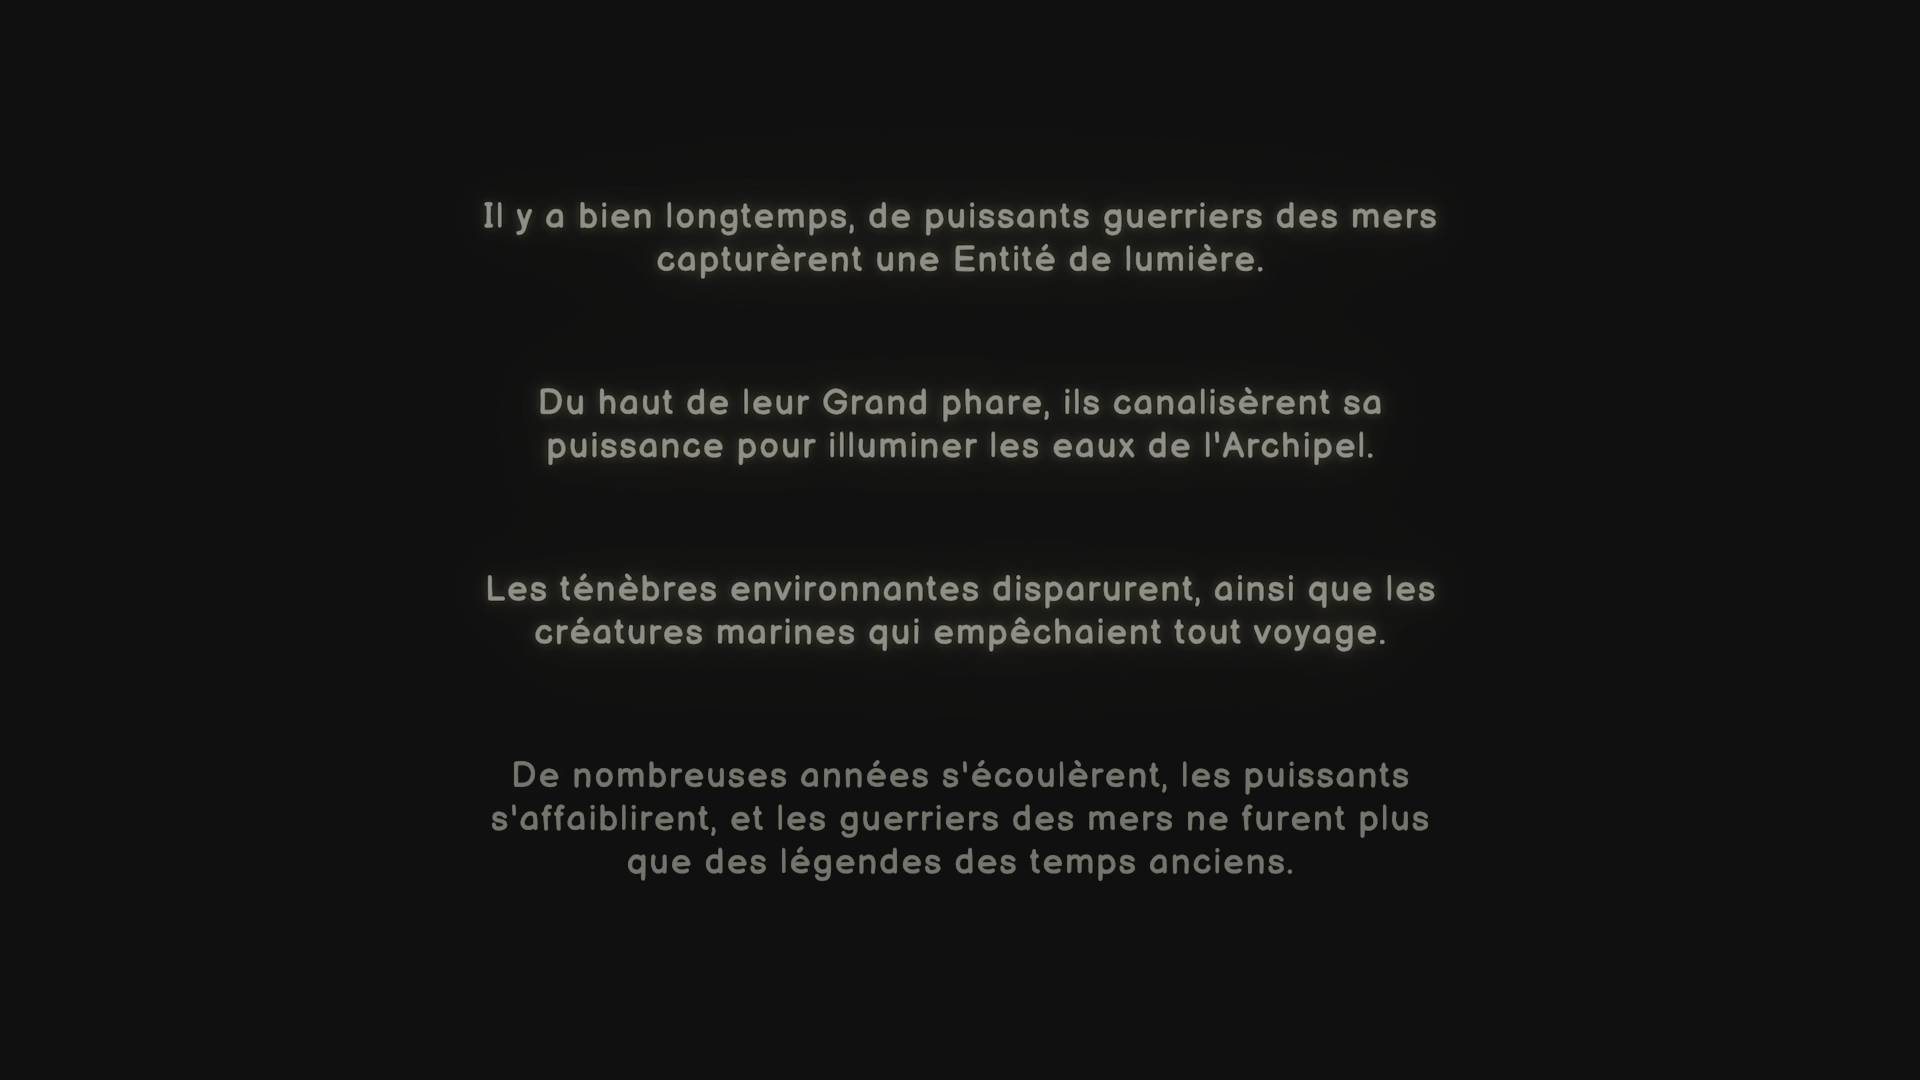 Il y a bien longtemps, de puissants guerriers des mers
capturèrent une Entité de lumière.
Du haut de leur Grand phare, ils canalisèrent sa
puissance pour illuminer les eaux de l'Archipel.
Les ténèbres environnantes disparurent, ainsi que les
créatures marines qui empêchaient tout voyage.
De nombreuses années s'écoulèrent, les puissants
s'affaiblirent, et les guerriers des mers ne furent plus
que des légendes des temps anciens.